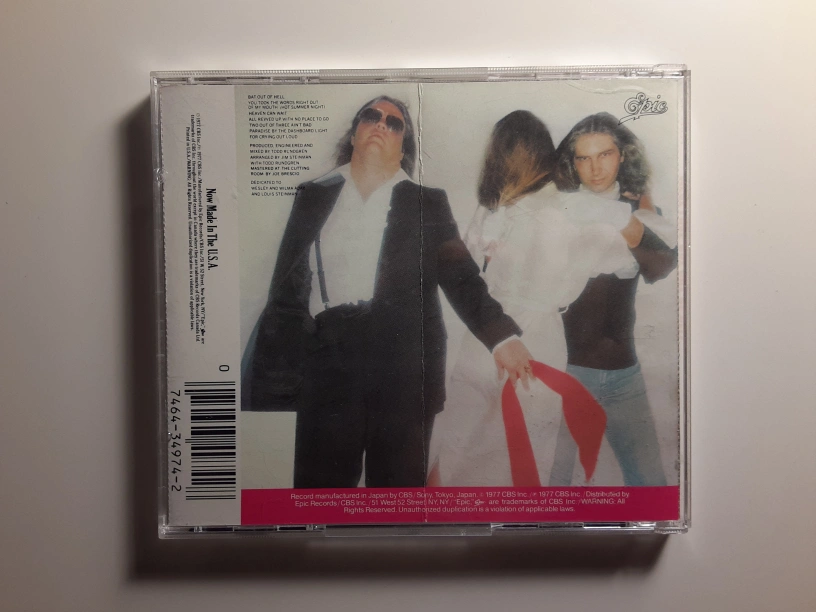 BAT OUT OF HELL
YOU TOOK THE WORDS RIGHT OUT
OF MY MOUTH (HOT SUMMER NIGHT)
HEAVEN CAN WAIT
ALL REVVED UP WITH NO PLACE TO GO
TWO OUT OF THREE AIN'T BAD
PARADISE BY THE DASHBOARD LIGHT
FOR CRYING OUT LOUD
PRODUCED, ENGINEERED AND
MIXED BY TODD RUNDGREN
ARRANGED BY JIM STEINMAN
WITH TODD RUNDGREN
MASTERED AT THE CUTTING
ROOM BY JOE BRESCIO
DEDICATED TO
WESLEY AND WILMA
AND LOUIS STEINMAN
Epic
Now Made In The U.S.A.
0
7464-34974-2
Record manufactured in Japan by CBS/Sony, Tokyo, Japan. © 1977 CBS Inc./℗ 1977 CBS Inc./Distributed by
Epic Records/CBS Inc./51 West 52 Street, NY, NY/"Epic," are trademarks of CBS Inc./WARNING: All
Rights Reserved. Unauthorized duplication is a violation of applicable laws.